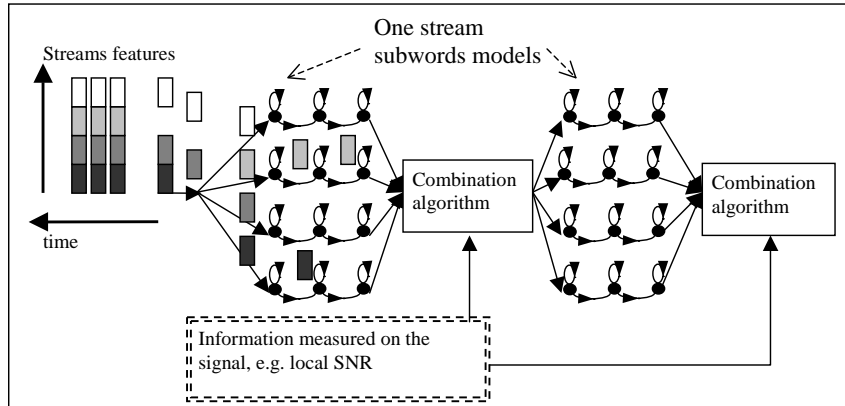 One stream
subwords models
Streams features
Combination
algorithm
Combination
algorithm
time
Information measured on the
signal, e.g. local SNR